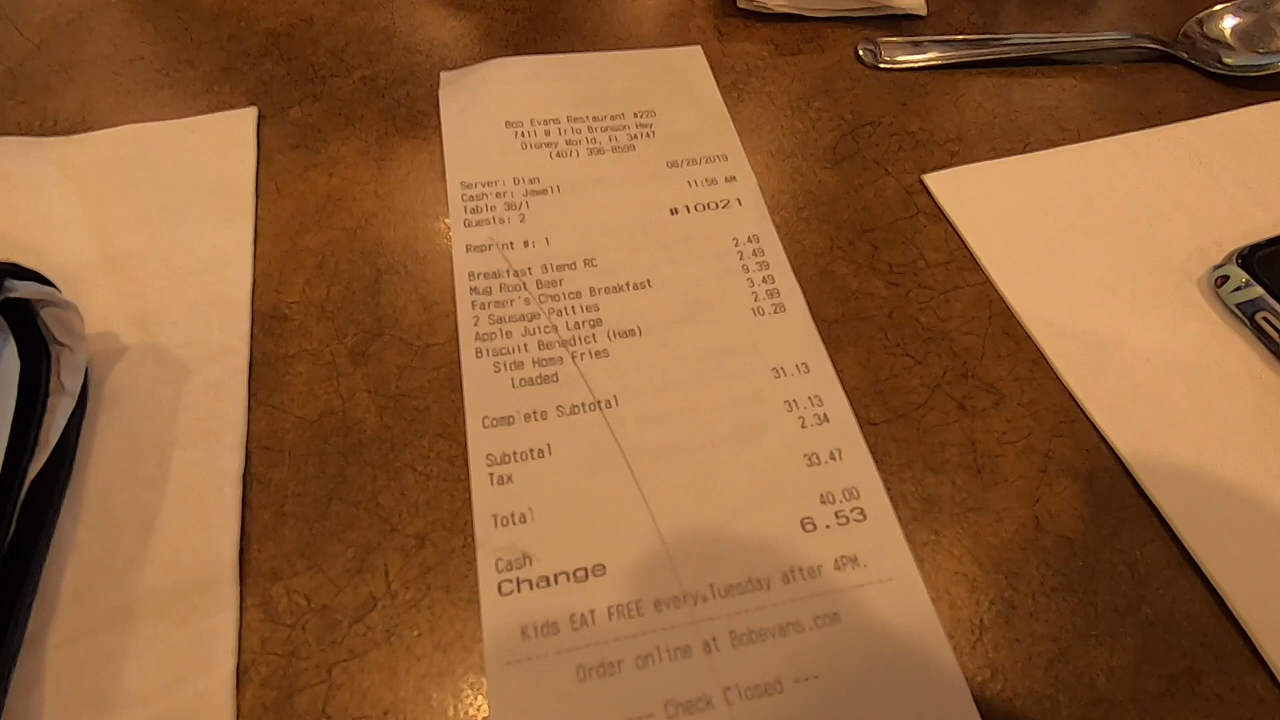 Bob Evans Restaurant #220
7411 W Irlo Bronson Hwy
Disney World, FL 34747
(407) 396-8599
Server: Dian 08/28/2019
Cashier: Jewell 11:56 AM
Table 36/1 #10021
Guests: 2
Reprint #: 1
Breakfast Blend RC 2.49
Mug Root Beer 2.49
Farmer's Choice Breakfast 9.39
2 Sausage Patties 3.49
Apple Juice Large 2.99
Biscuit Benedict (Ham) 10.28
Side Home Fries
Loaded
Complete Subtotal 31.13
Subtotal 31.13
Tax 2.34
Total 33.47
Cash 40.00
Change 6.53
Kids EAT FREE every Tuesday after 4PM.
Order online at Bobevans.com
--- Check Closed ---